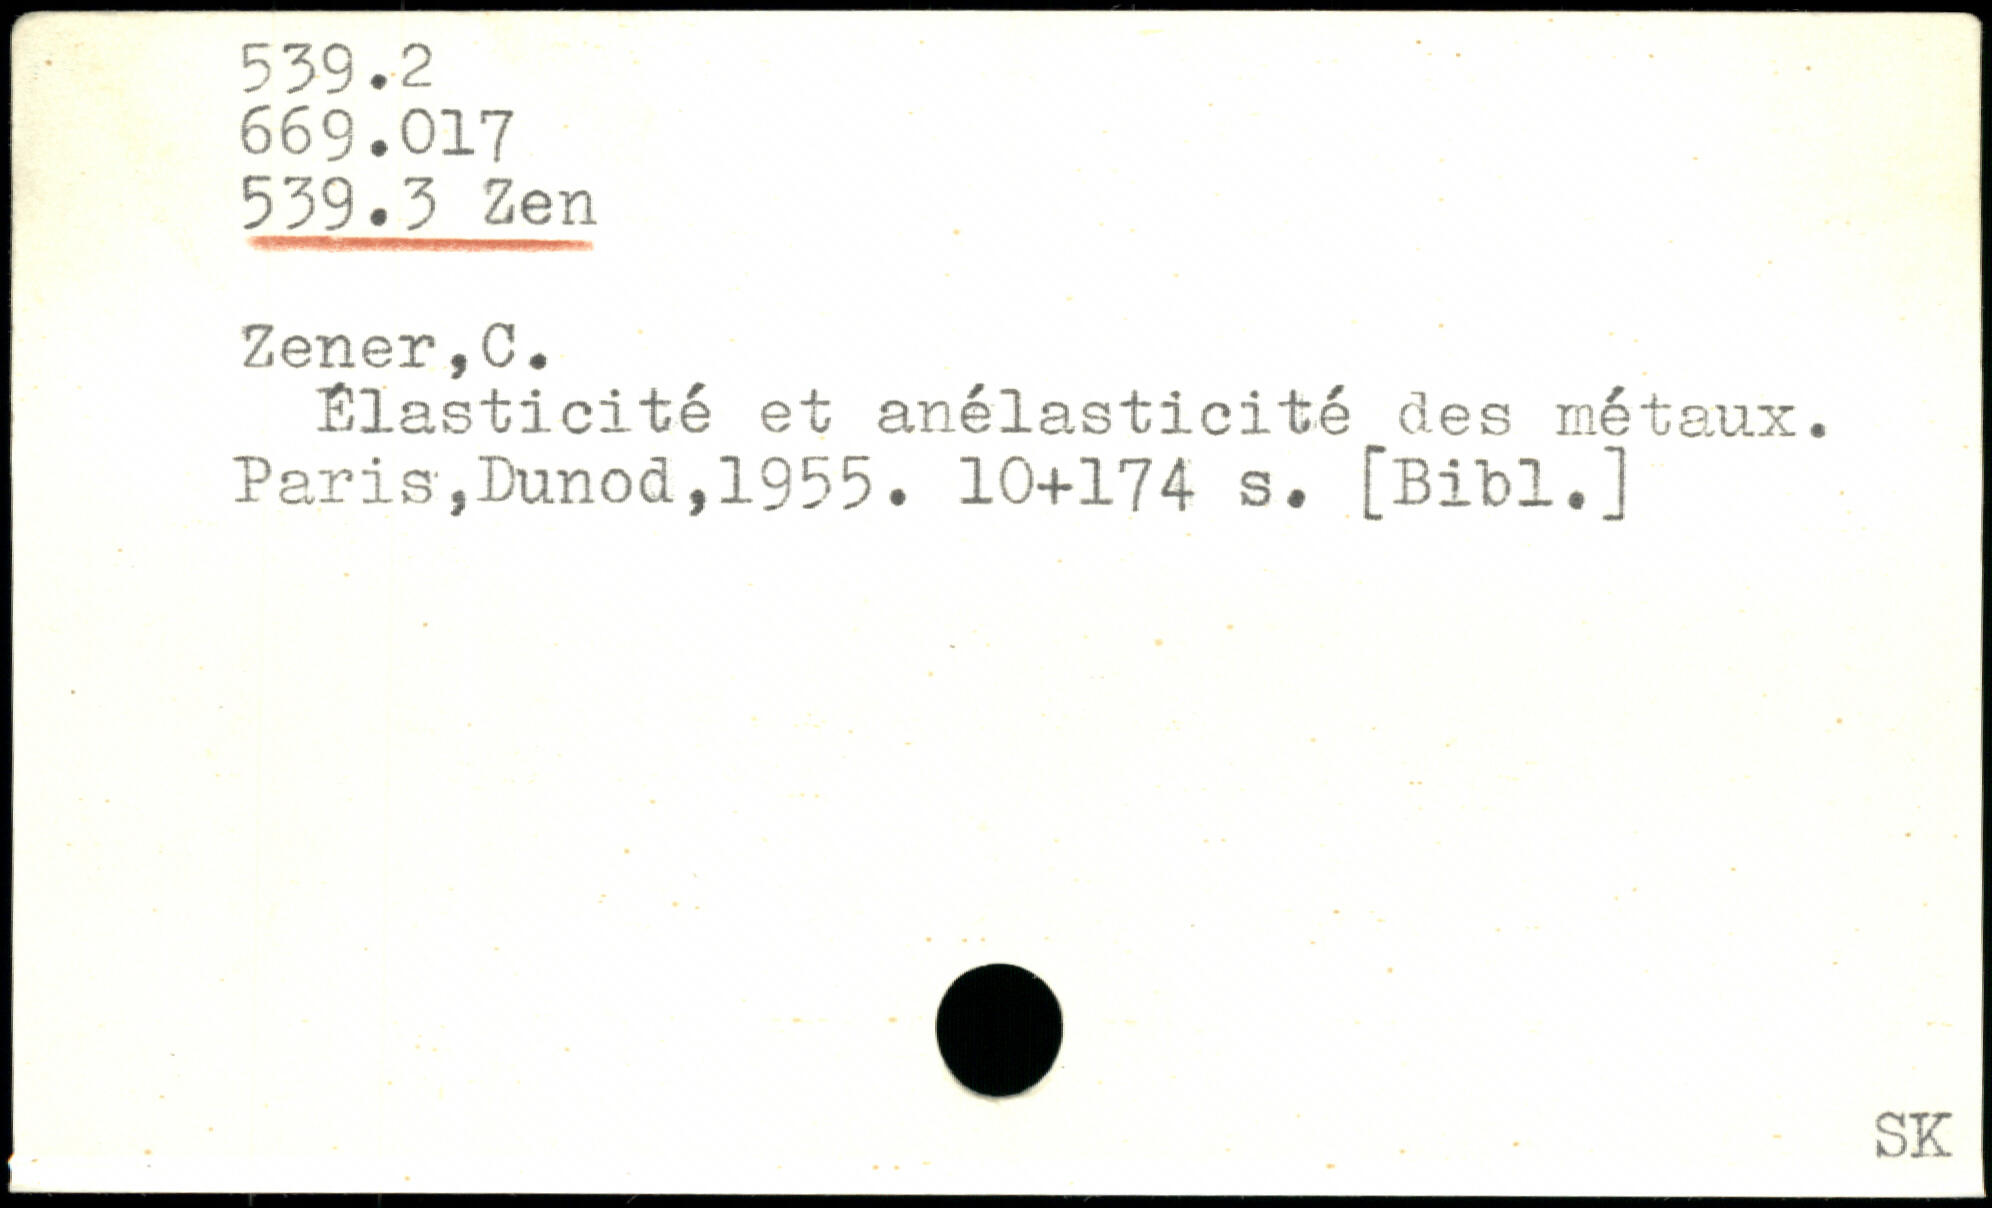 539.2
669.017
539.3 Zen
Zener,C.
Élasticité et anélasticité des métaux.
Paris,Dunod,1955. 10+174 s. [Bibl.]
SK